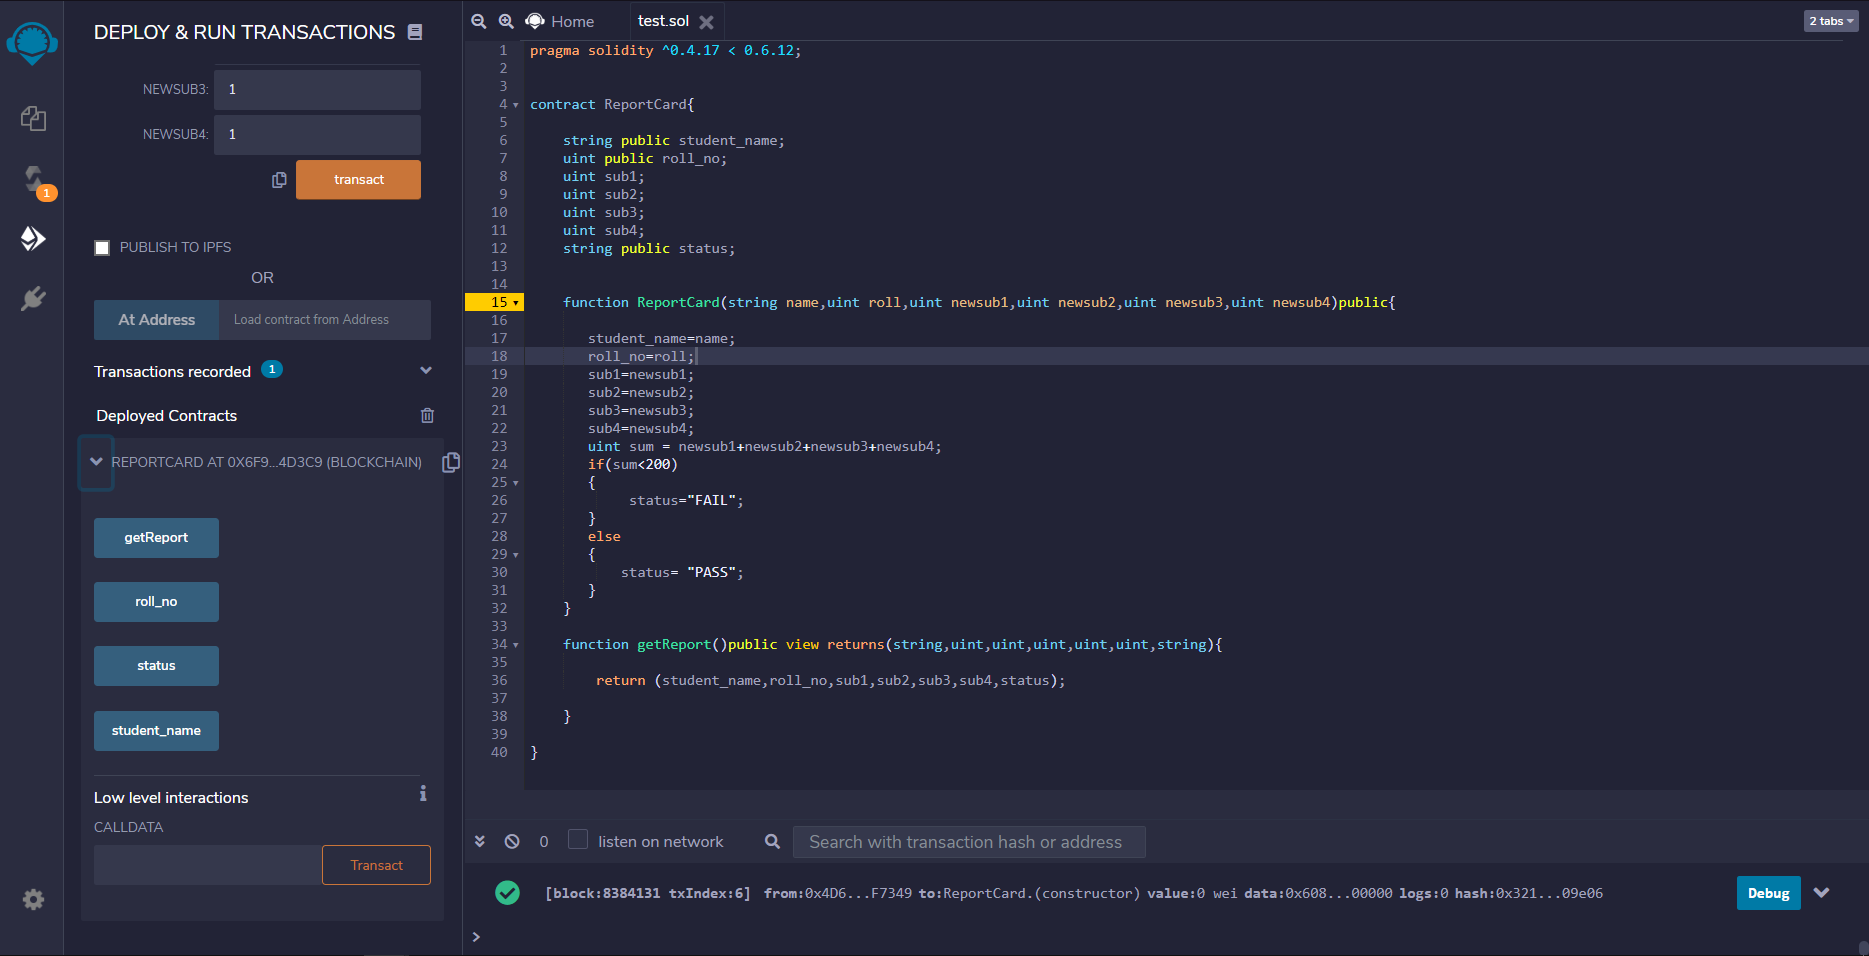 DEPLOY & RUN TRANSACTIONS
NEWSUB3: 1
NEWSUB4: 1
transact
PUBLISH TO IPFS
OR
At Address Load contract from Address
Transactions recorded 1
Deployed Contracts
REPORTCARD AT 0X6F9...4D3C9 (BLOCKCHAIN)
getReport
roll_no
status
student_name
Low level interactions
i
CALLDATA
Transact
1
Home test.sol 2 tabs
1 pragma solidity ^0.4.17 < 0.6.12;
2
3
4 contract ReportCard{
5
6 string public student_name;
7 uint public roll_no;
8 uint sub1;
9 uint sub2;
10 uint sub3;
11 uint sub4;
12 string public status;
13
14
15 function ReportCard(string name,uint roll,uint newsub1,uint newsub2,uint newsub3,uint newsub4)public{
16
17 student_name=name;
18 roll_no=roll;
19 sub1=newsub1;
20 sub2=newsub2;
21 sub3=newsub3;
22 sub4=newsub4;
23 uint sum = newsub1+newsub2+newsub3+newsub4;
24 if(sum<200)
25 {
26 status="FAIL";
27 }
28 else
29 {
30 status= "PASS";
31 }
32 }
33
34 function getReport()public view returns(string,uint,uint,uint,uint,uint,string){
35
36 return (student_name,roll_no,sub1,sub2,sub3,sub4,status);
37
38 }
39
40 }
0 listen on network Search with transaction hash or address
[block:8384131 txIndex:6] from:0x4D6...F7349 to:ReportCard.(constructor) value:0 wei data:0x608...00000 logs:0 hash:0x321...09e06 Debug
>